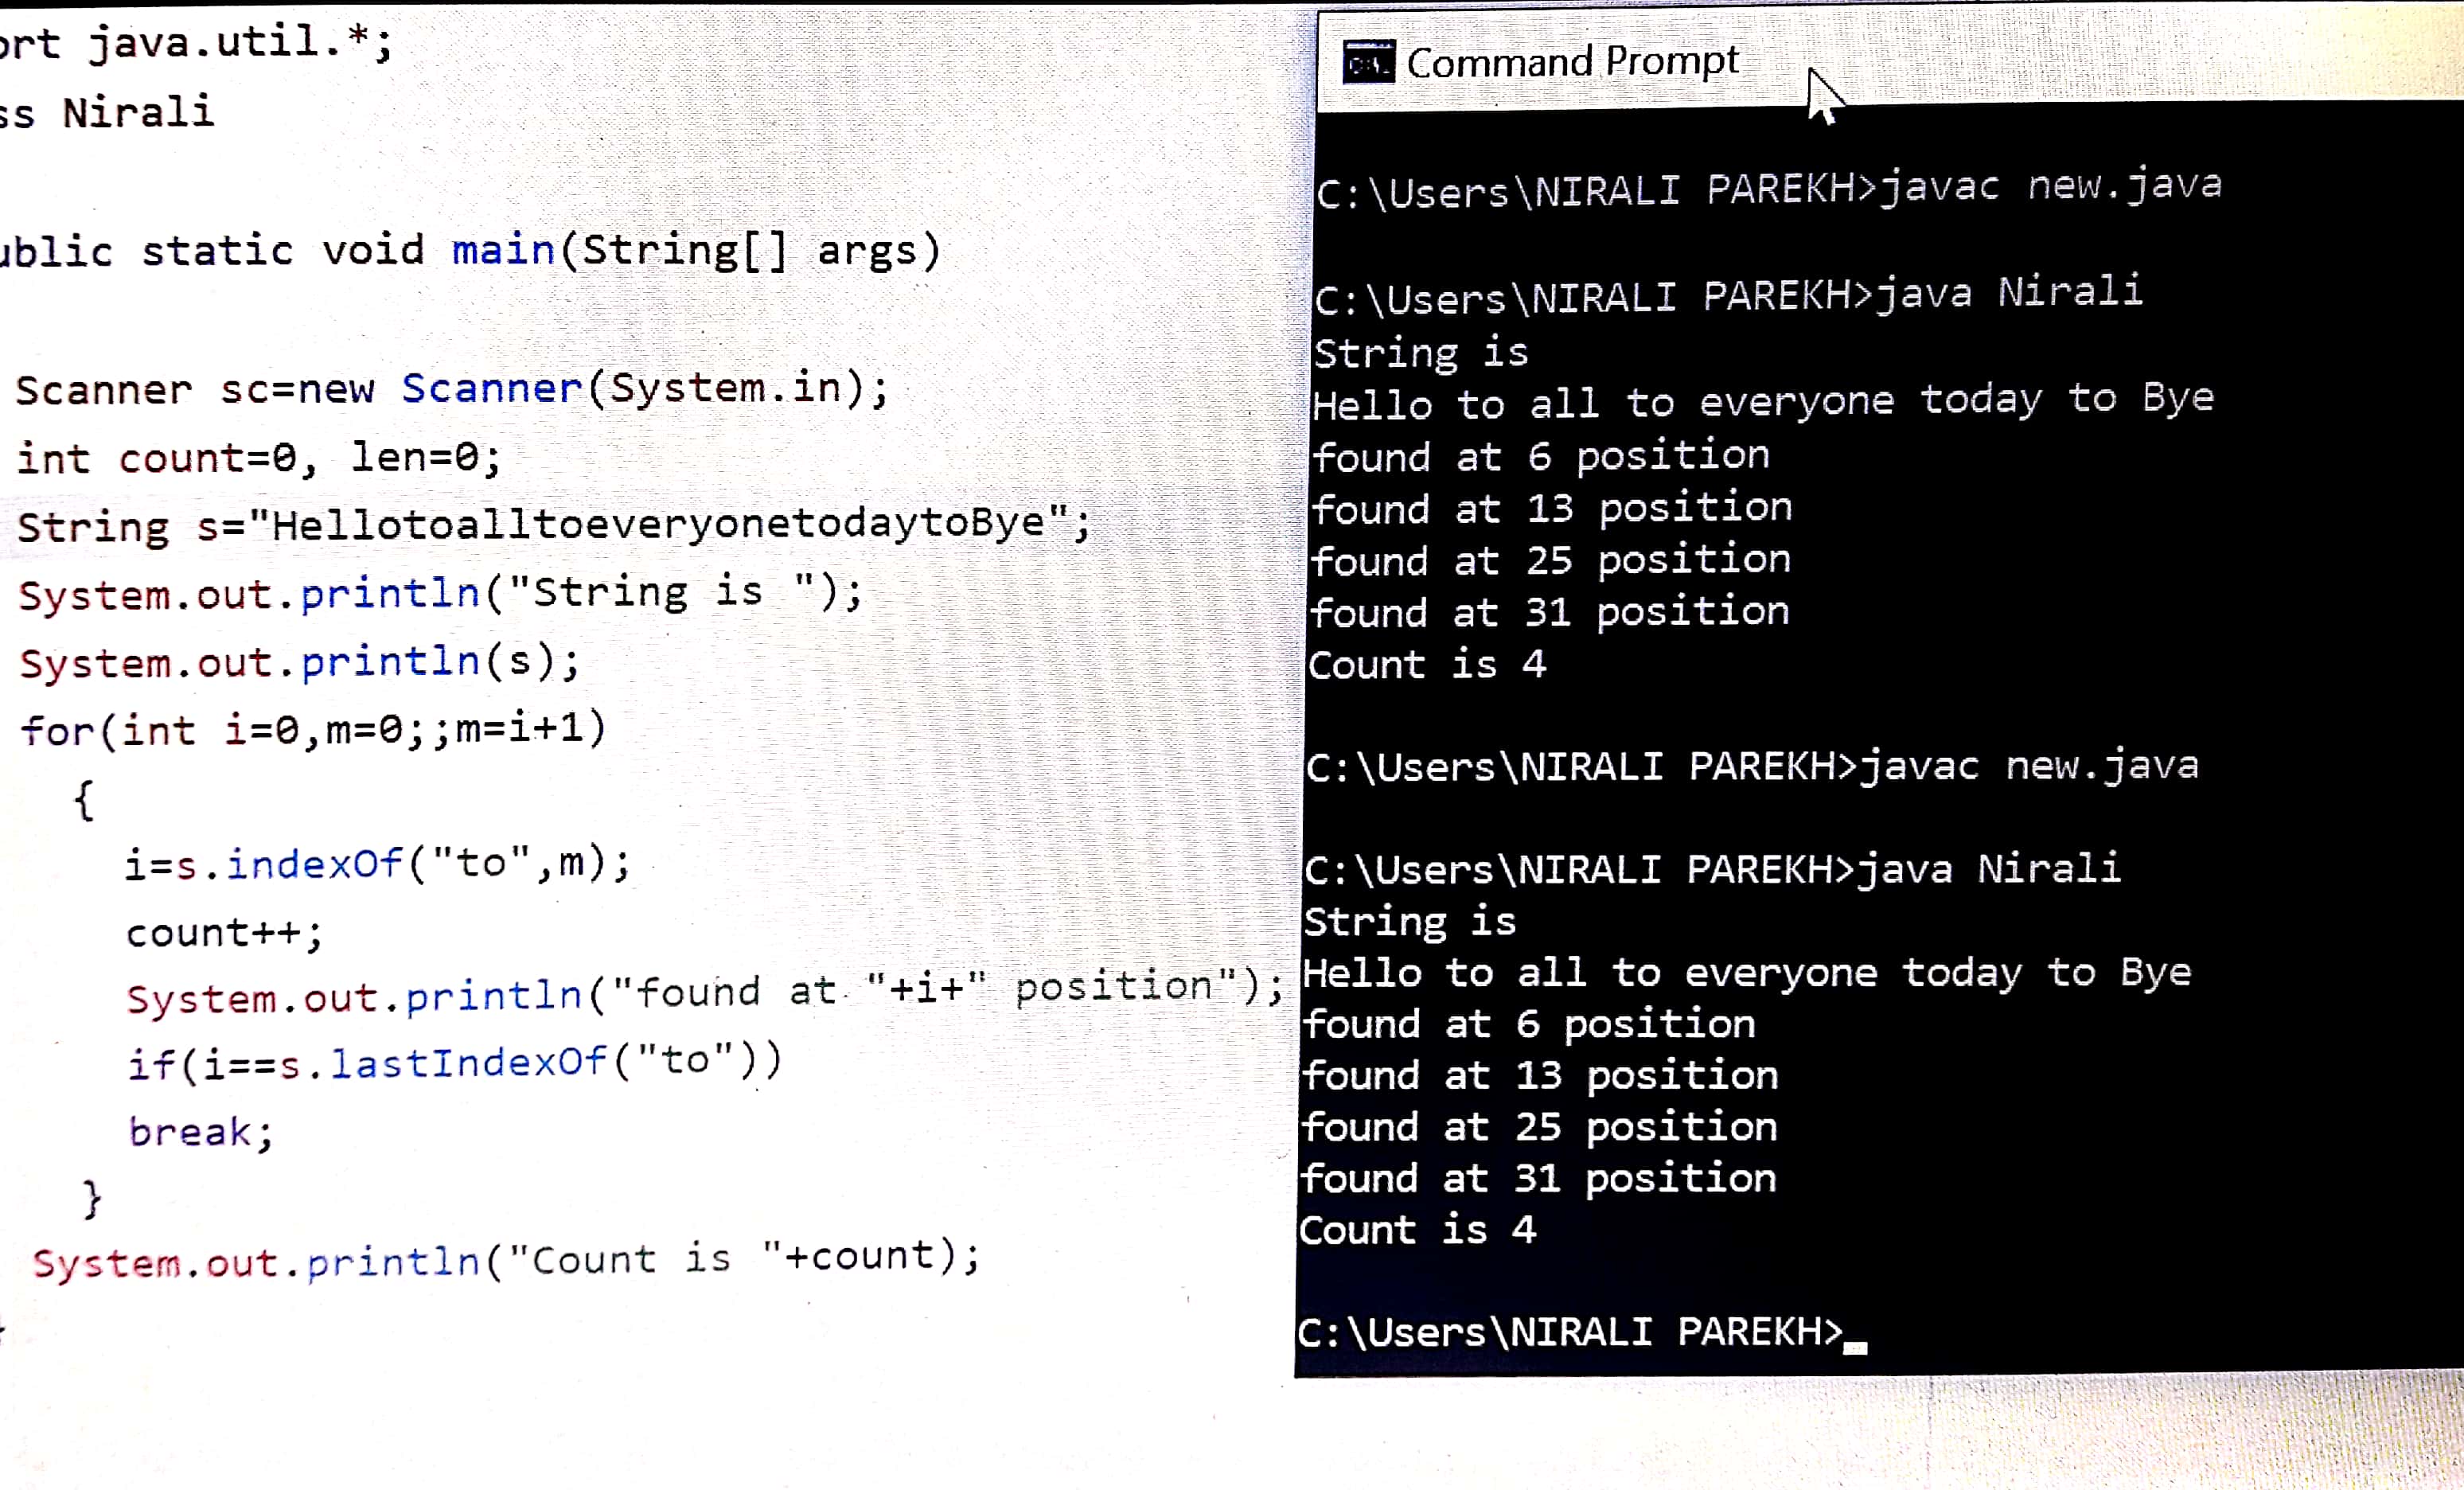 ort java.util.*;
ss Nirali
ublic static void main(String[] args)
Scanner sc=new Scanner(System.in);
int count=0, len=0;
String s="HellotoalltoeveryonetodaytoBye";
System.out.println("String is ");
System.out.println(s);
for(int i=0,m=0;;m=i+1)
{
i=s.indexOf("to",m);
count++;
System.out.println("found at "+i+" position");
if(i==s.lastIndexOf("to"))
break;
}
System.out.println("Count is "+count);
Command Prompt
C:\Users\NIRALI PAREKH>javac new.java
C:\Users\NIRALI PAREKH>java Nirali
String is
Hello to all to everyone today to Bye
found at 6 position
found at 13 position
found at 25 position
found at 31 position
Count is 4
C:\Users\NIRALI PAREKH>javac new.java
C:\Users\NIRALI PAREKH>java Nirali
String is
Hello to all to everyone today to Bye
found at 6 position
found at 13 position
found at 25 position
found at 31 position
Count is 4
C:\Users\NIRALI PAREKH>_